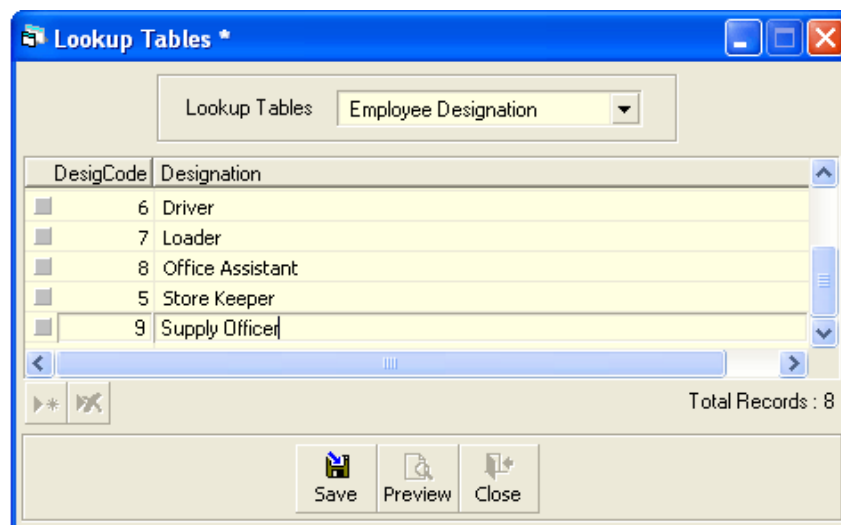 Lookup Tables *
Lookup Tables Employee Designation
DesigCode Designation
6 Driver
7 Loader
8 Office Assistant
5 Store Keeper
9 Supply Officer
Total Records : 8
Save Preview Close